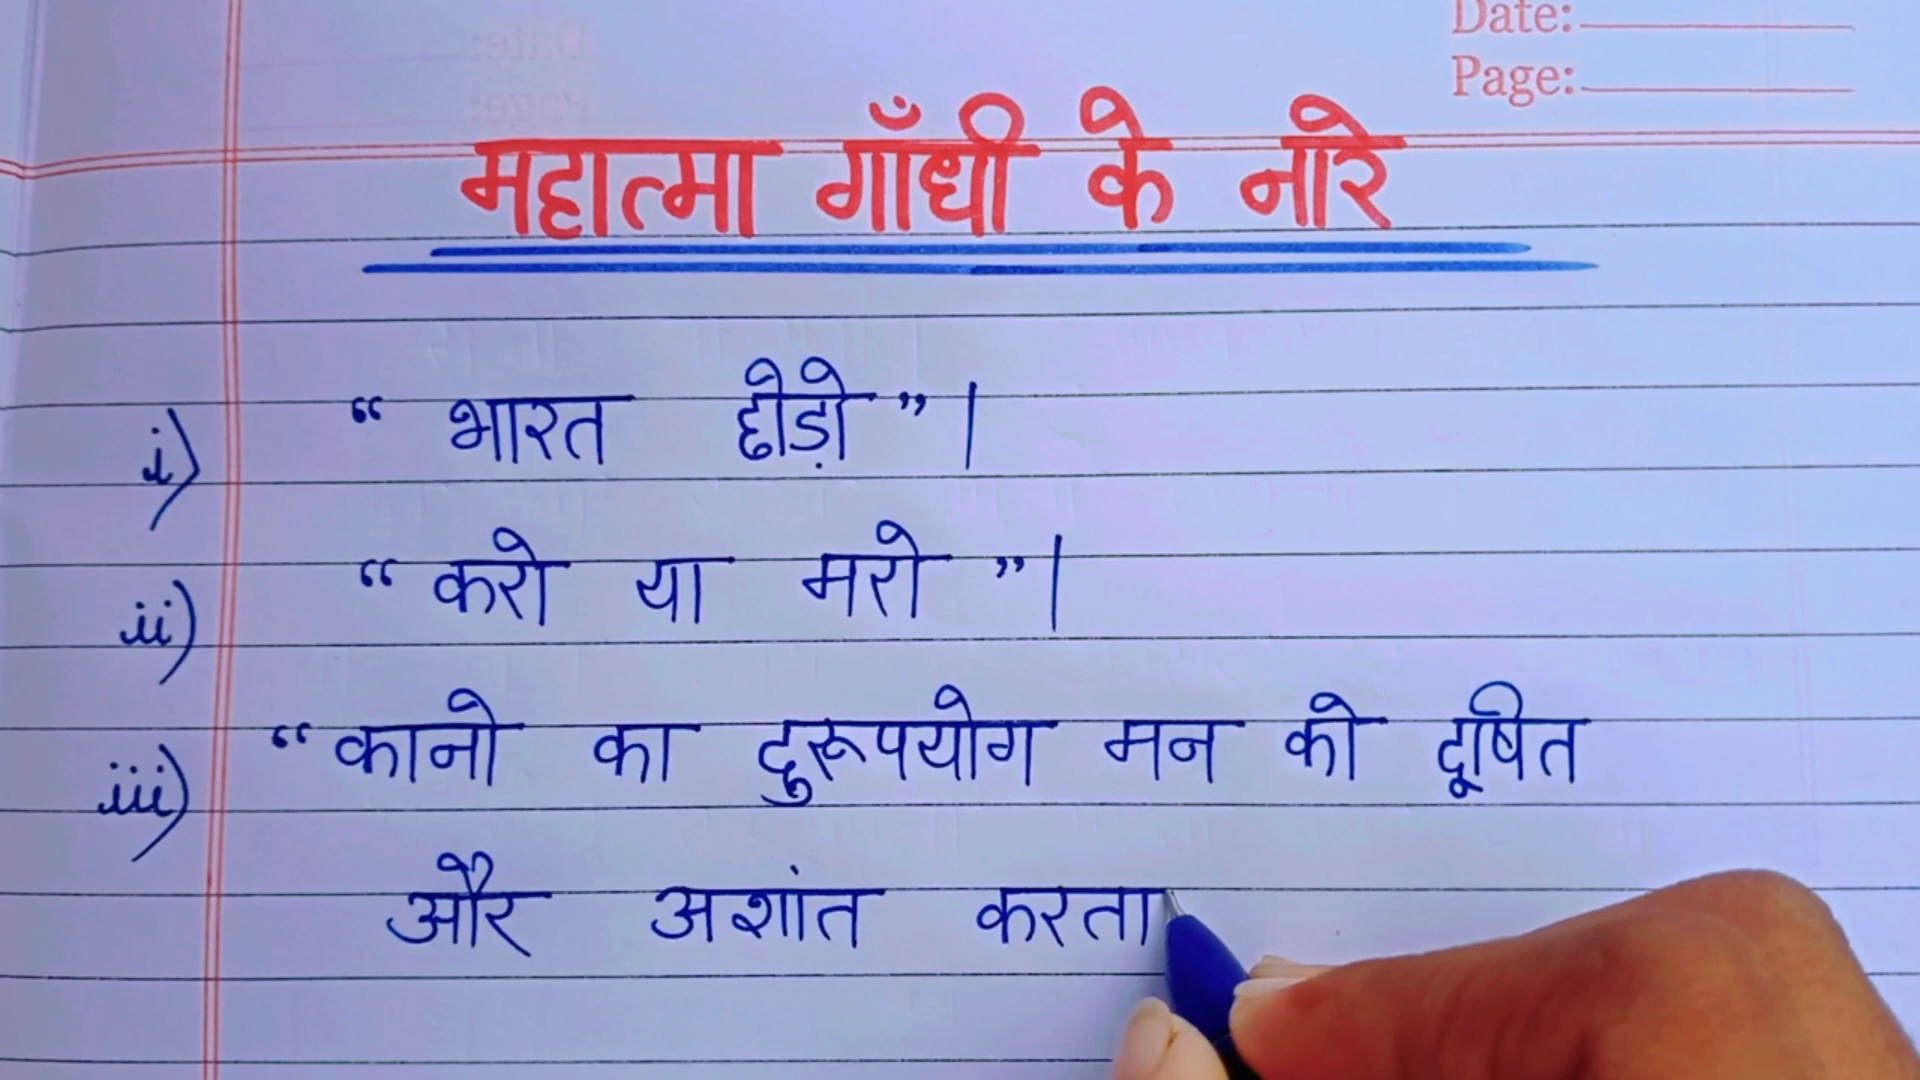 Date:
Page:
महात्मा गाँधी के नारे
i) “ भारत छोड़ो ” |
ii) “ करो या मरो ” |
iii) “ कानो का दुरूपयोग मन को दूषित
और अशांत करता